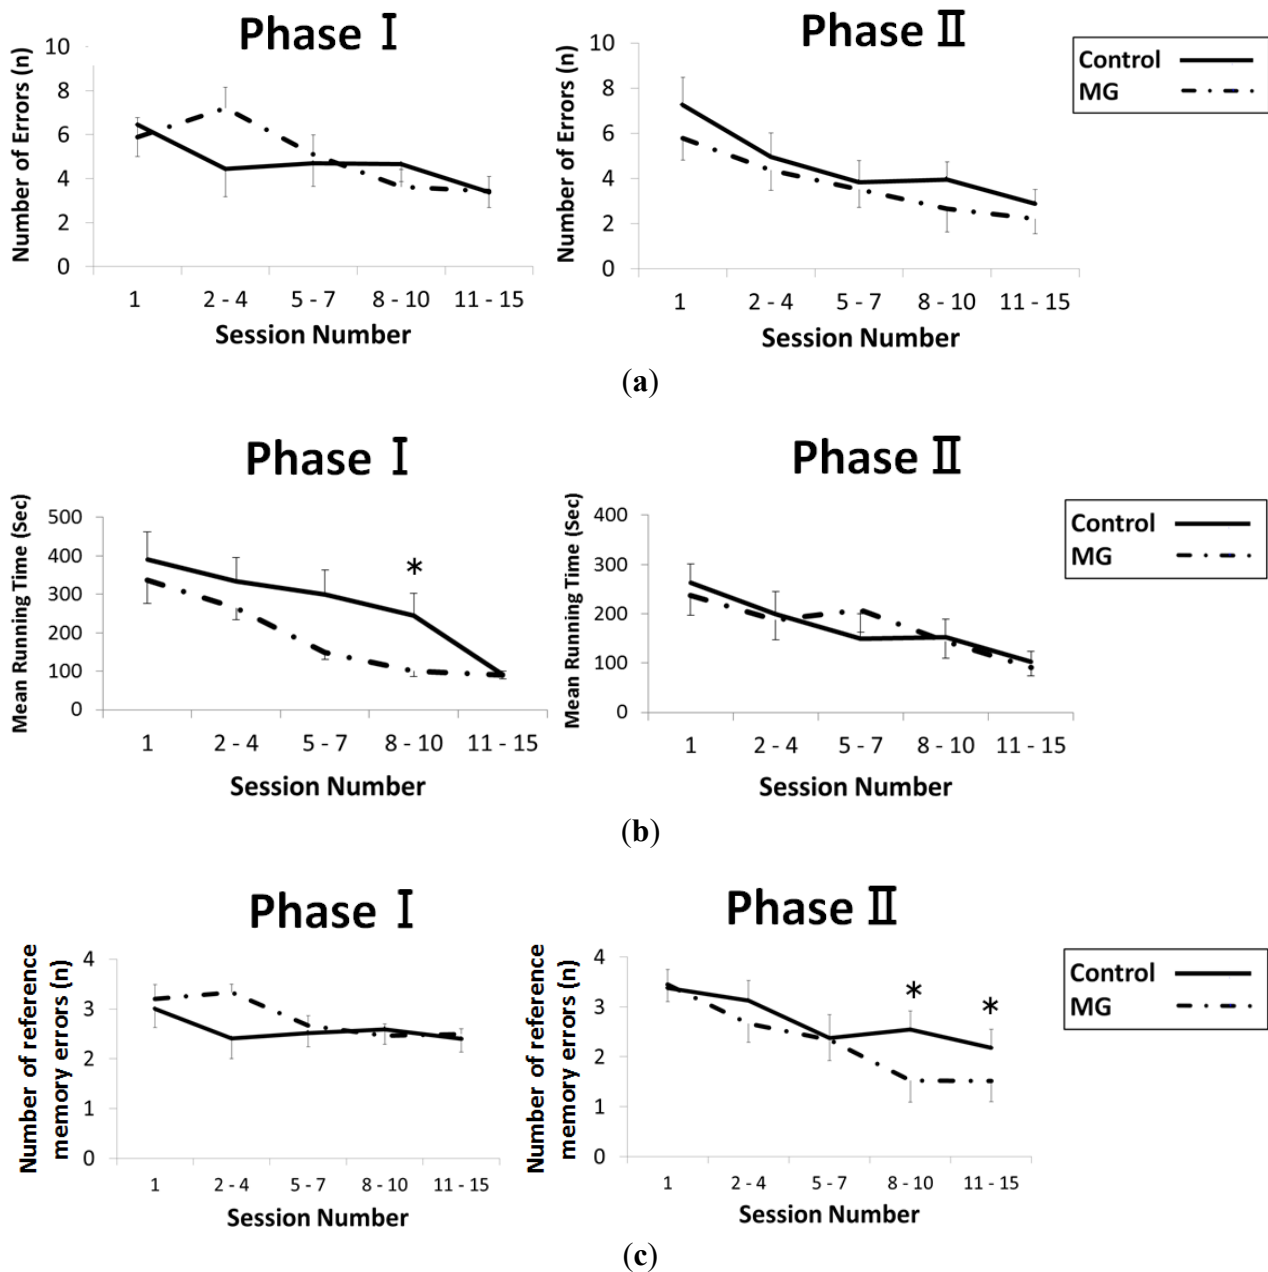 Phase Ⅰ
Number of Errors (n)
10
8
6
4
2
0
1 2 - 4 5 - 7 8 - 10 11 - 15
Session Number
Phase Ⅱ
Number of Errors (n)
10
8
6
4
2
0
1 2 - 4 5 - 7 8 - 10 11 - 15
Session Number
Control
MG
(a)
Phase Ⅰ
Mean Running Time (Sec)
500
400
300
200
100
0
*
1 2 - 4 5 - 7 8 - 10 11 - 15
Session Number
Phase Ⅱ
Mean Running Time (Sec)
400
300
200
100
0
1 2 - 4 5 - 7 8 - 10 11 - 15
Session Number
Control
MG
(b)
Phase Ⅰ
Number of reference
memory errors (n)
4
3
2
1
0
1 2 - 4 5 - 7 8 - 10 11 - 15
Session Number
Phase Ⅱ
Number of reference
memory errors (n)
4
3
2
1
0
* *
1 2 - 4 5 - 7 8 - 10 11 - 15
Session Number
Control
MG
(c)